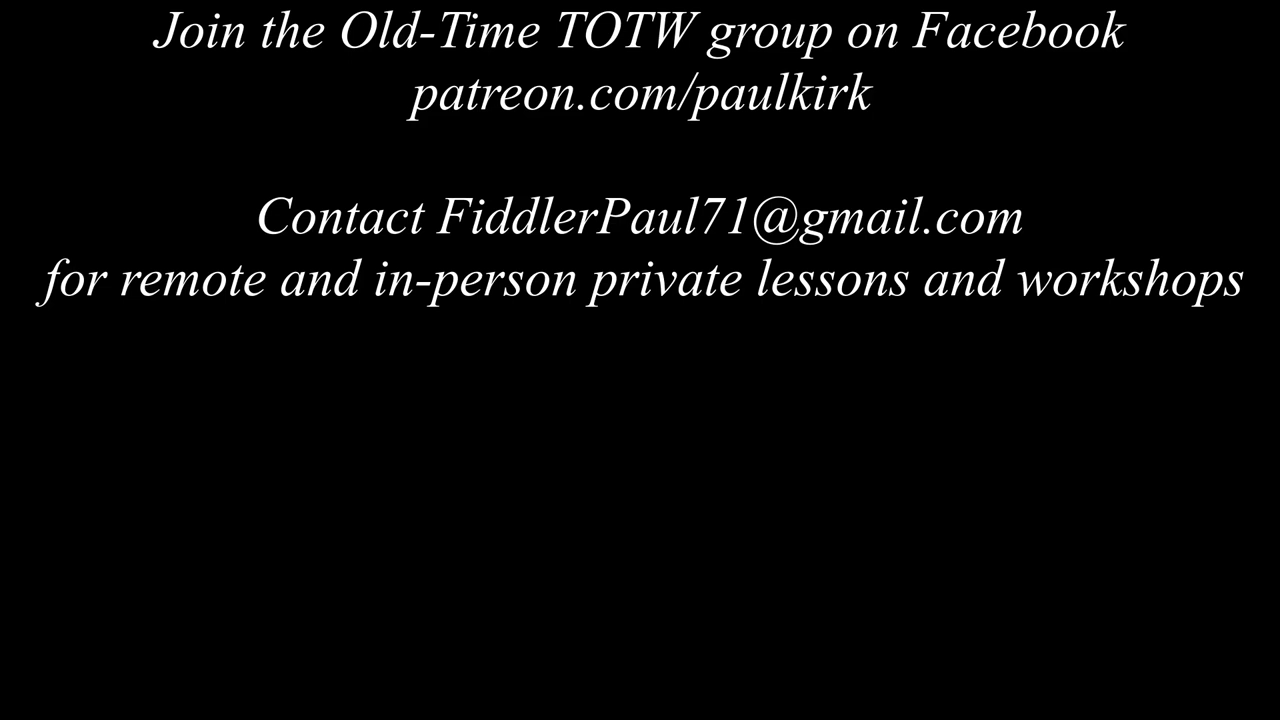 Join the Old-Time TOTW group on Facebook
patreon.com/paulkirk
Contact FiddlerPaul71@gmail.com
for remote and in-person private lessons and workshops